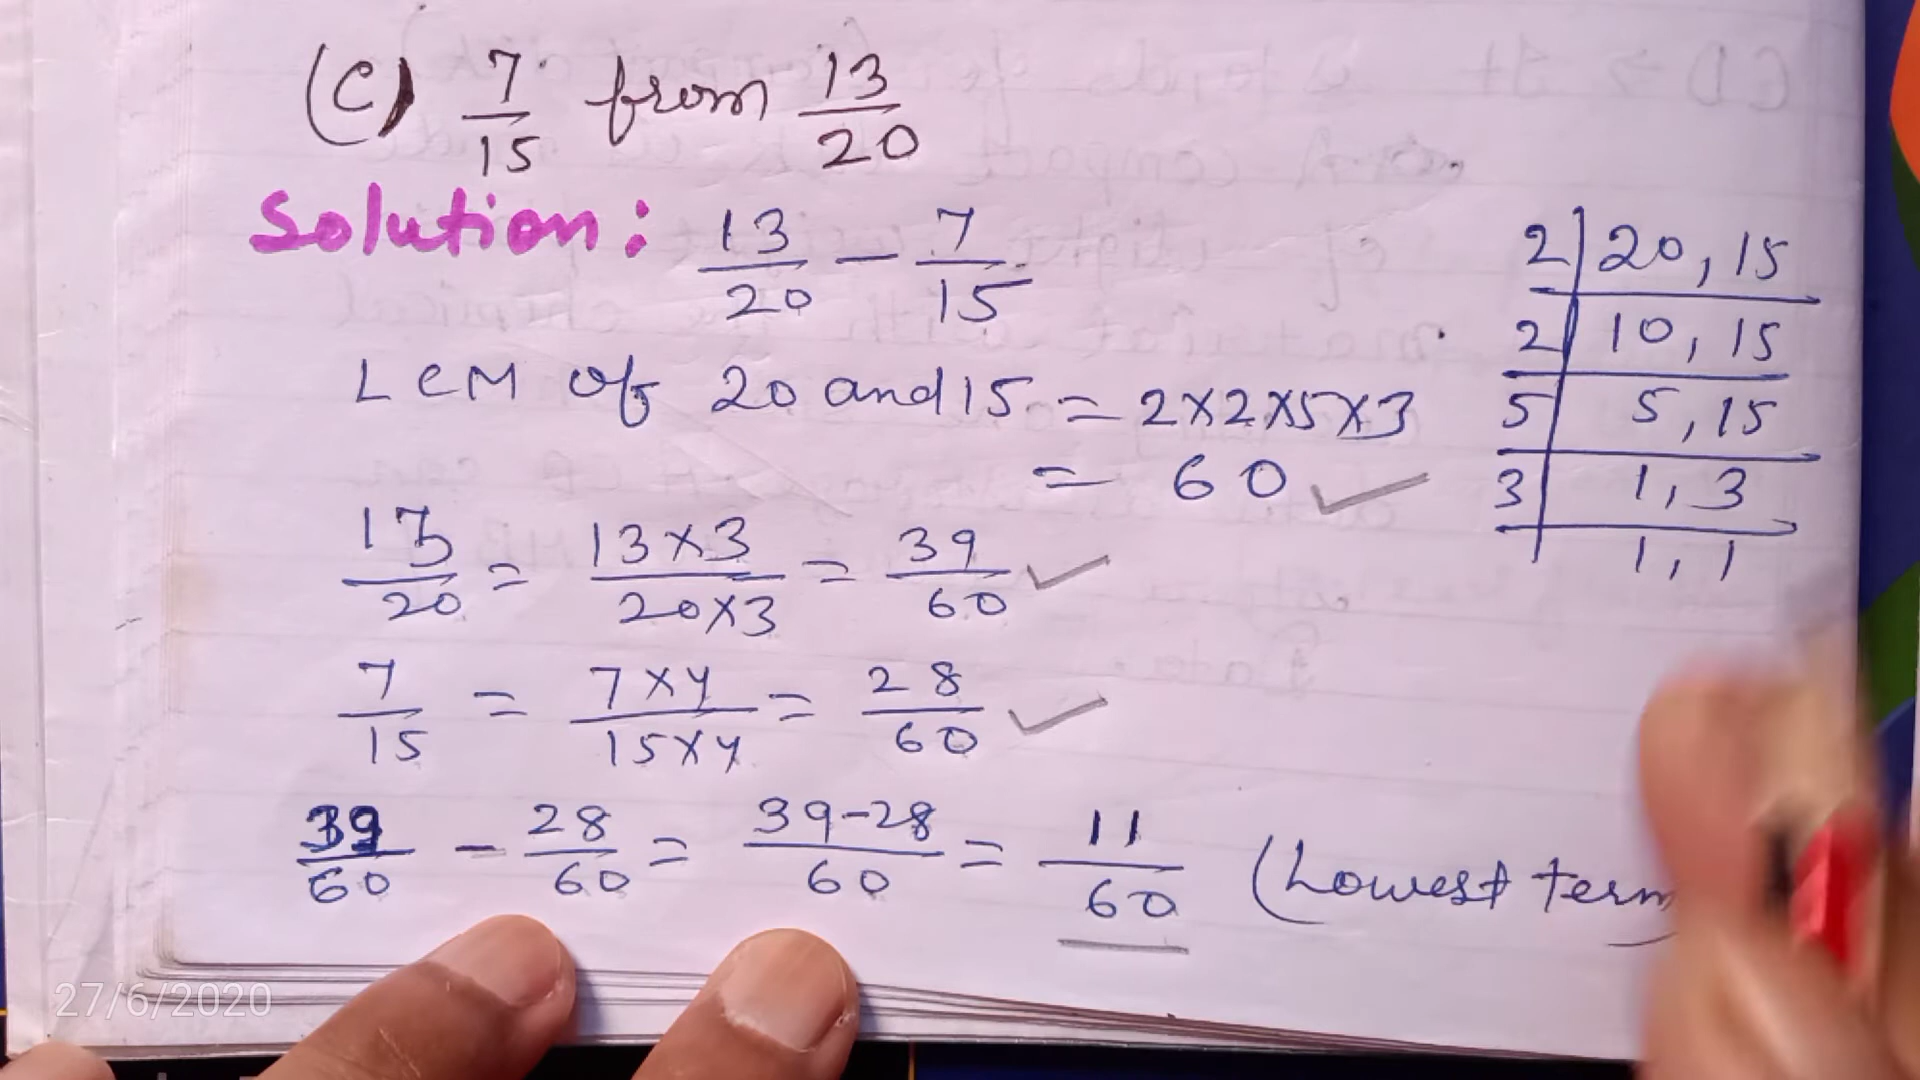 (C) 7/15 from 13/20
Solution: 13/20 - 7/15
LCM of 20 and 15 = 2×2×5×3
= 60 ✓
13/20 = 13×3/20×3 = 39/60 ✓
7/15 = 7×4/15×4 = 28/60 ✓
39/60 - 28/60 = 39-28/60 = 11/60 (Lowest term
2 | 20, 15
2 | 10, 15
5 | 5, 15
3 | 1, 3
1, 1
27/6/2020